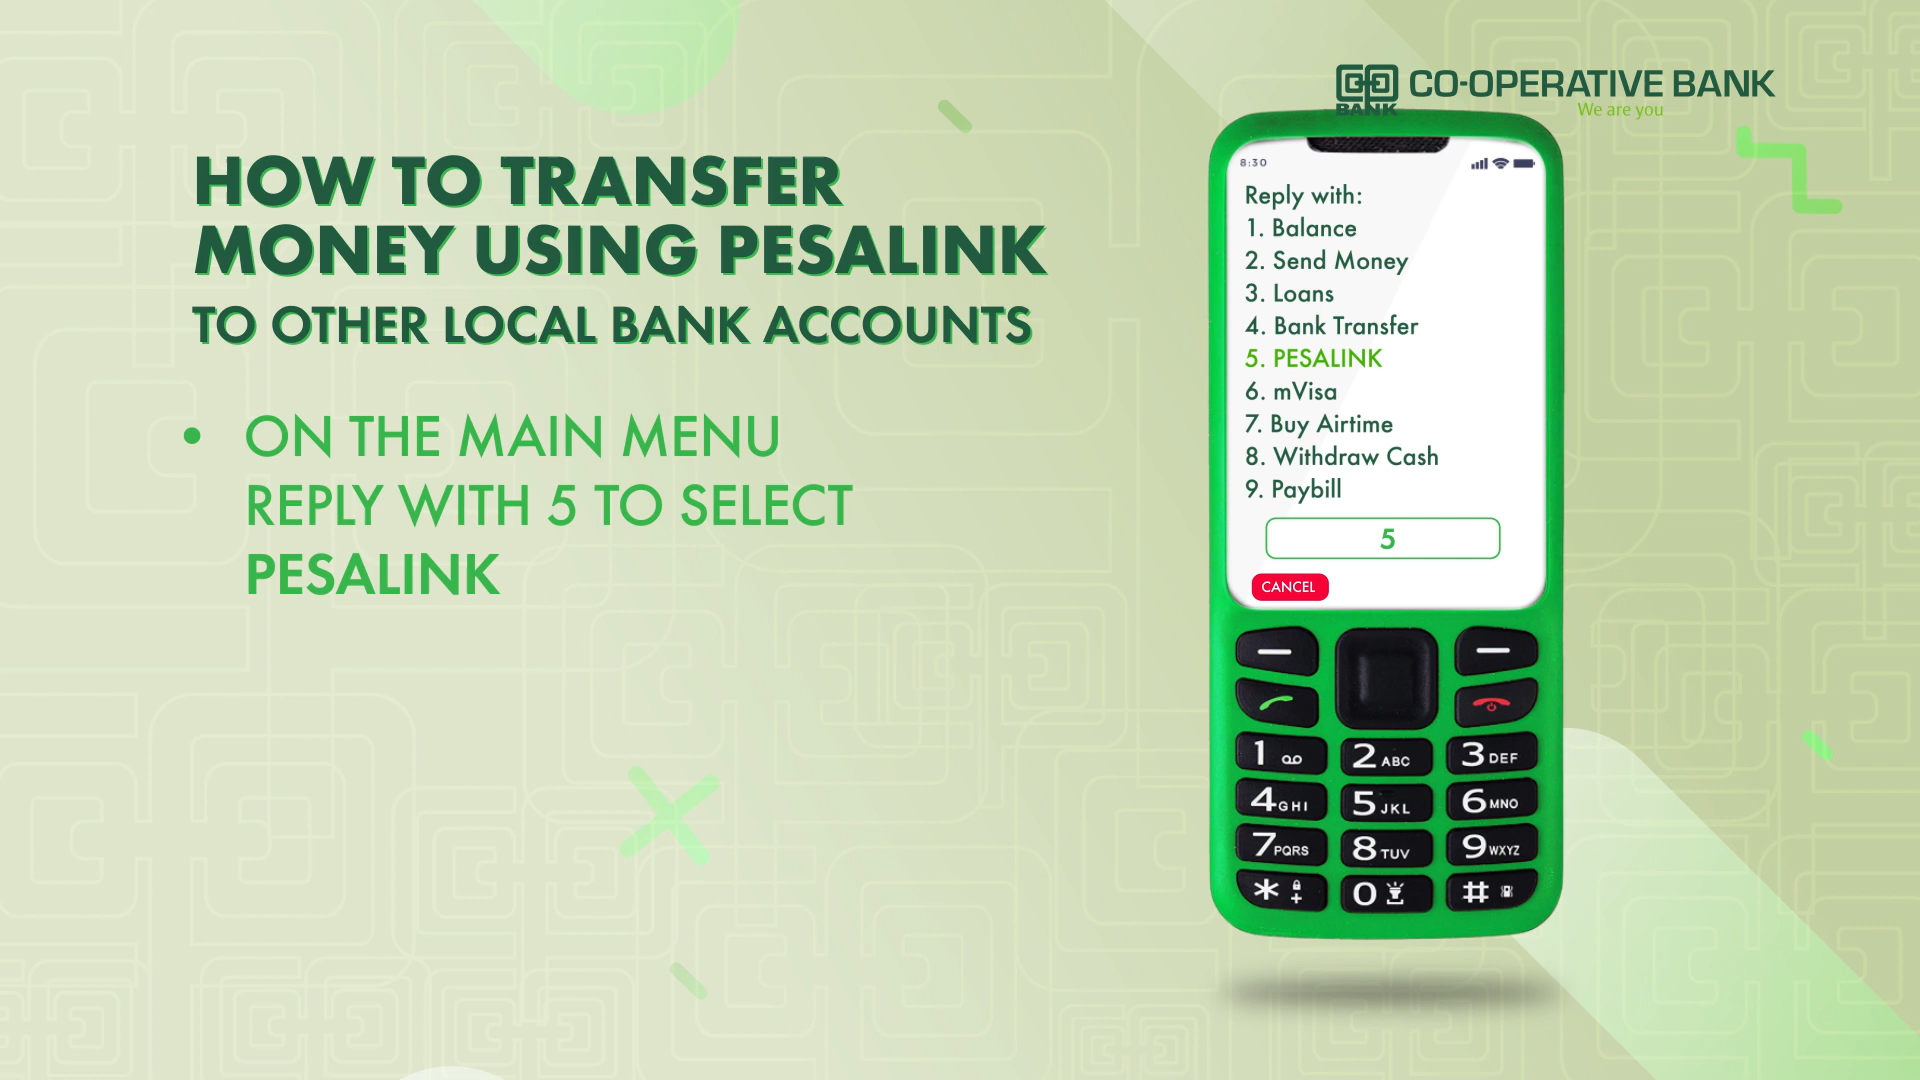 CO-OPERATIVE BANK
BANK
We are you
HOW TO TRANSFER
MONEY USING PESALINK
TO OTHER LOCAL BANK ACCOUNTS
• ON THE MAIN MENU
REPLY WITH 5 TO SELECT
PESALINK
8:30
Reply with:
1. Balance
2. Send Money
3. Loans
4. Bank Transfer
5. PESALINK
6. mVisa
7. Buy Airtime
8. Withdraw Cash
9. Paybill
5
CANCEL
1 2 ABC 3 DEF
4 GHI 5 JKL 6 MNO
7 PQRS 8 TUV 9 WXYZ
* + 0 #